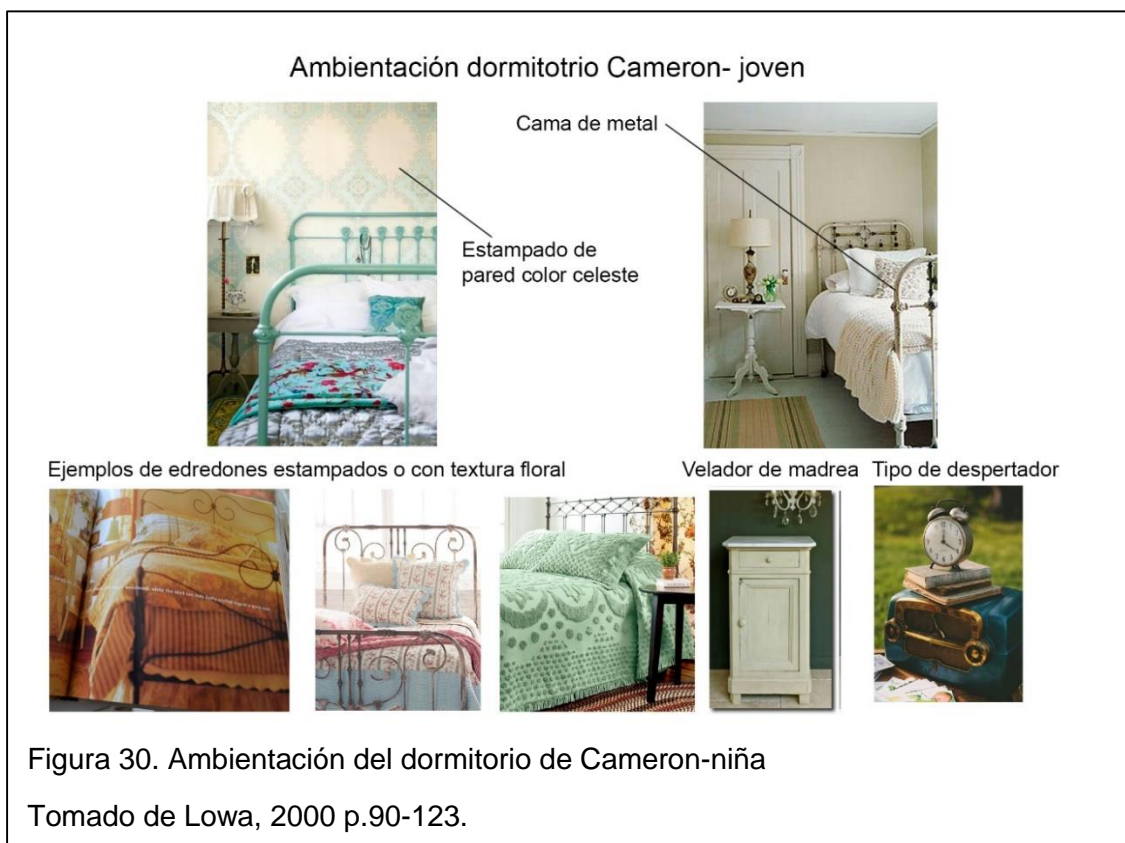 Ambientación dormitotrio Cameron- joven
Cama de metal
Estampado de
pared color celeste
Ejemplos de edredones estampados o con textura floral
Velador de madrea
Tipo de despertador
Figura 30. Ambientación del dormitorio de Cameron-niña
Tomado de Lowa, 2000 p.90-123.